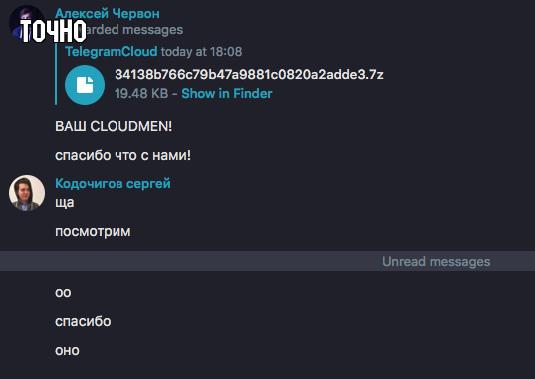 Алексей Червон
ТОЧНО
arded messages
TelegramCloud today at 18:08
34138b766c79b47a9881c0820a2adde3.7z
19.48 KB - Show in Finder
ВАШ CLOUDMEN!
спасибо что с нами!
Кодочигов сергей
ща
посмотрим
Unread messages
оо
спасибо
оно